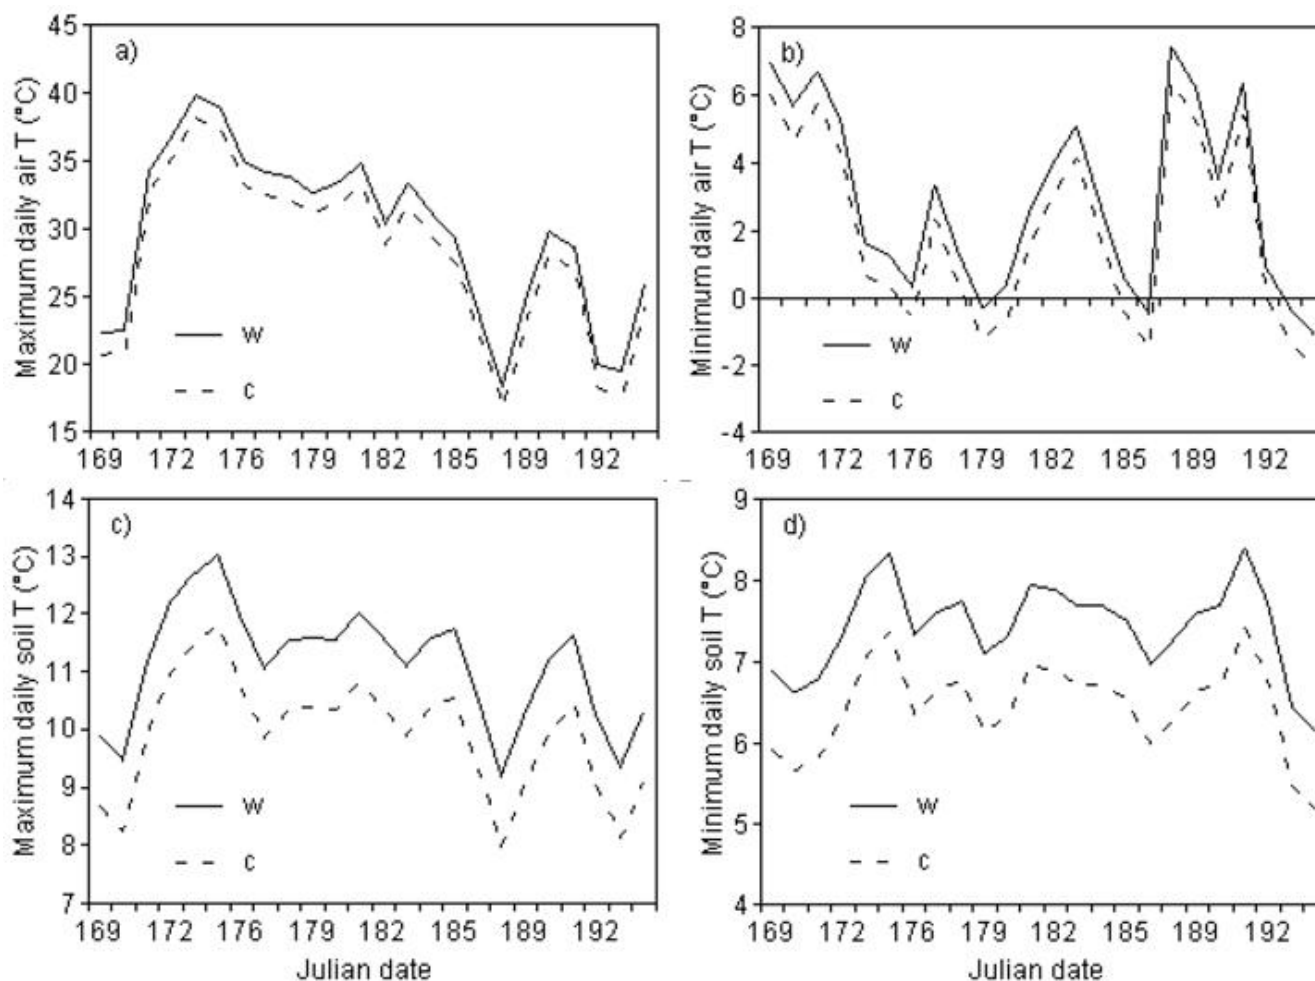 a)
Maximum daily air T (°C)
45
40
35
30
25
20
15
W
c
169 172 176 179 182 185 189 192
b)
Minimum daily air T (°C)
8
6
4
2
0
-2
-4
W
c
169 172 176 179 182 185 189 192
c)
Maximum daily soil T (°C)
14
13
12
11
10
9
8
7
W
c
169 172 176 179 182 185 189 192
Julian date
d)
Minimum daily soil T (°C)
9
8
7
6
5
4
W
c
169 172 176 179 182 185 189 192
Julian date